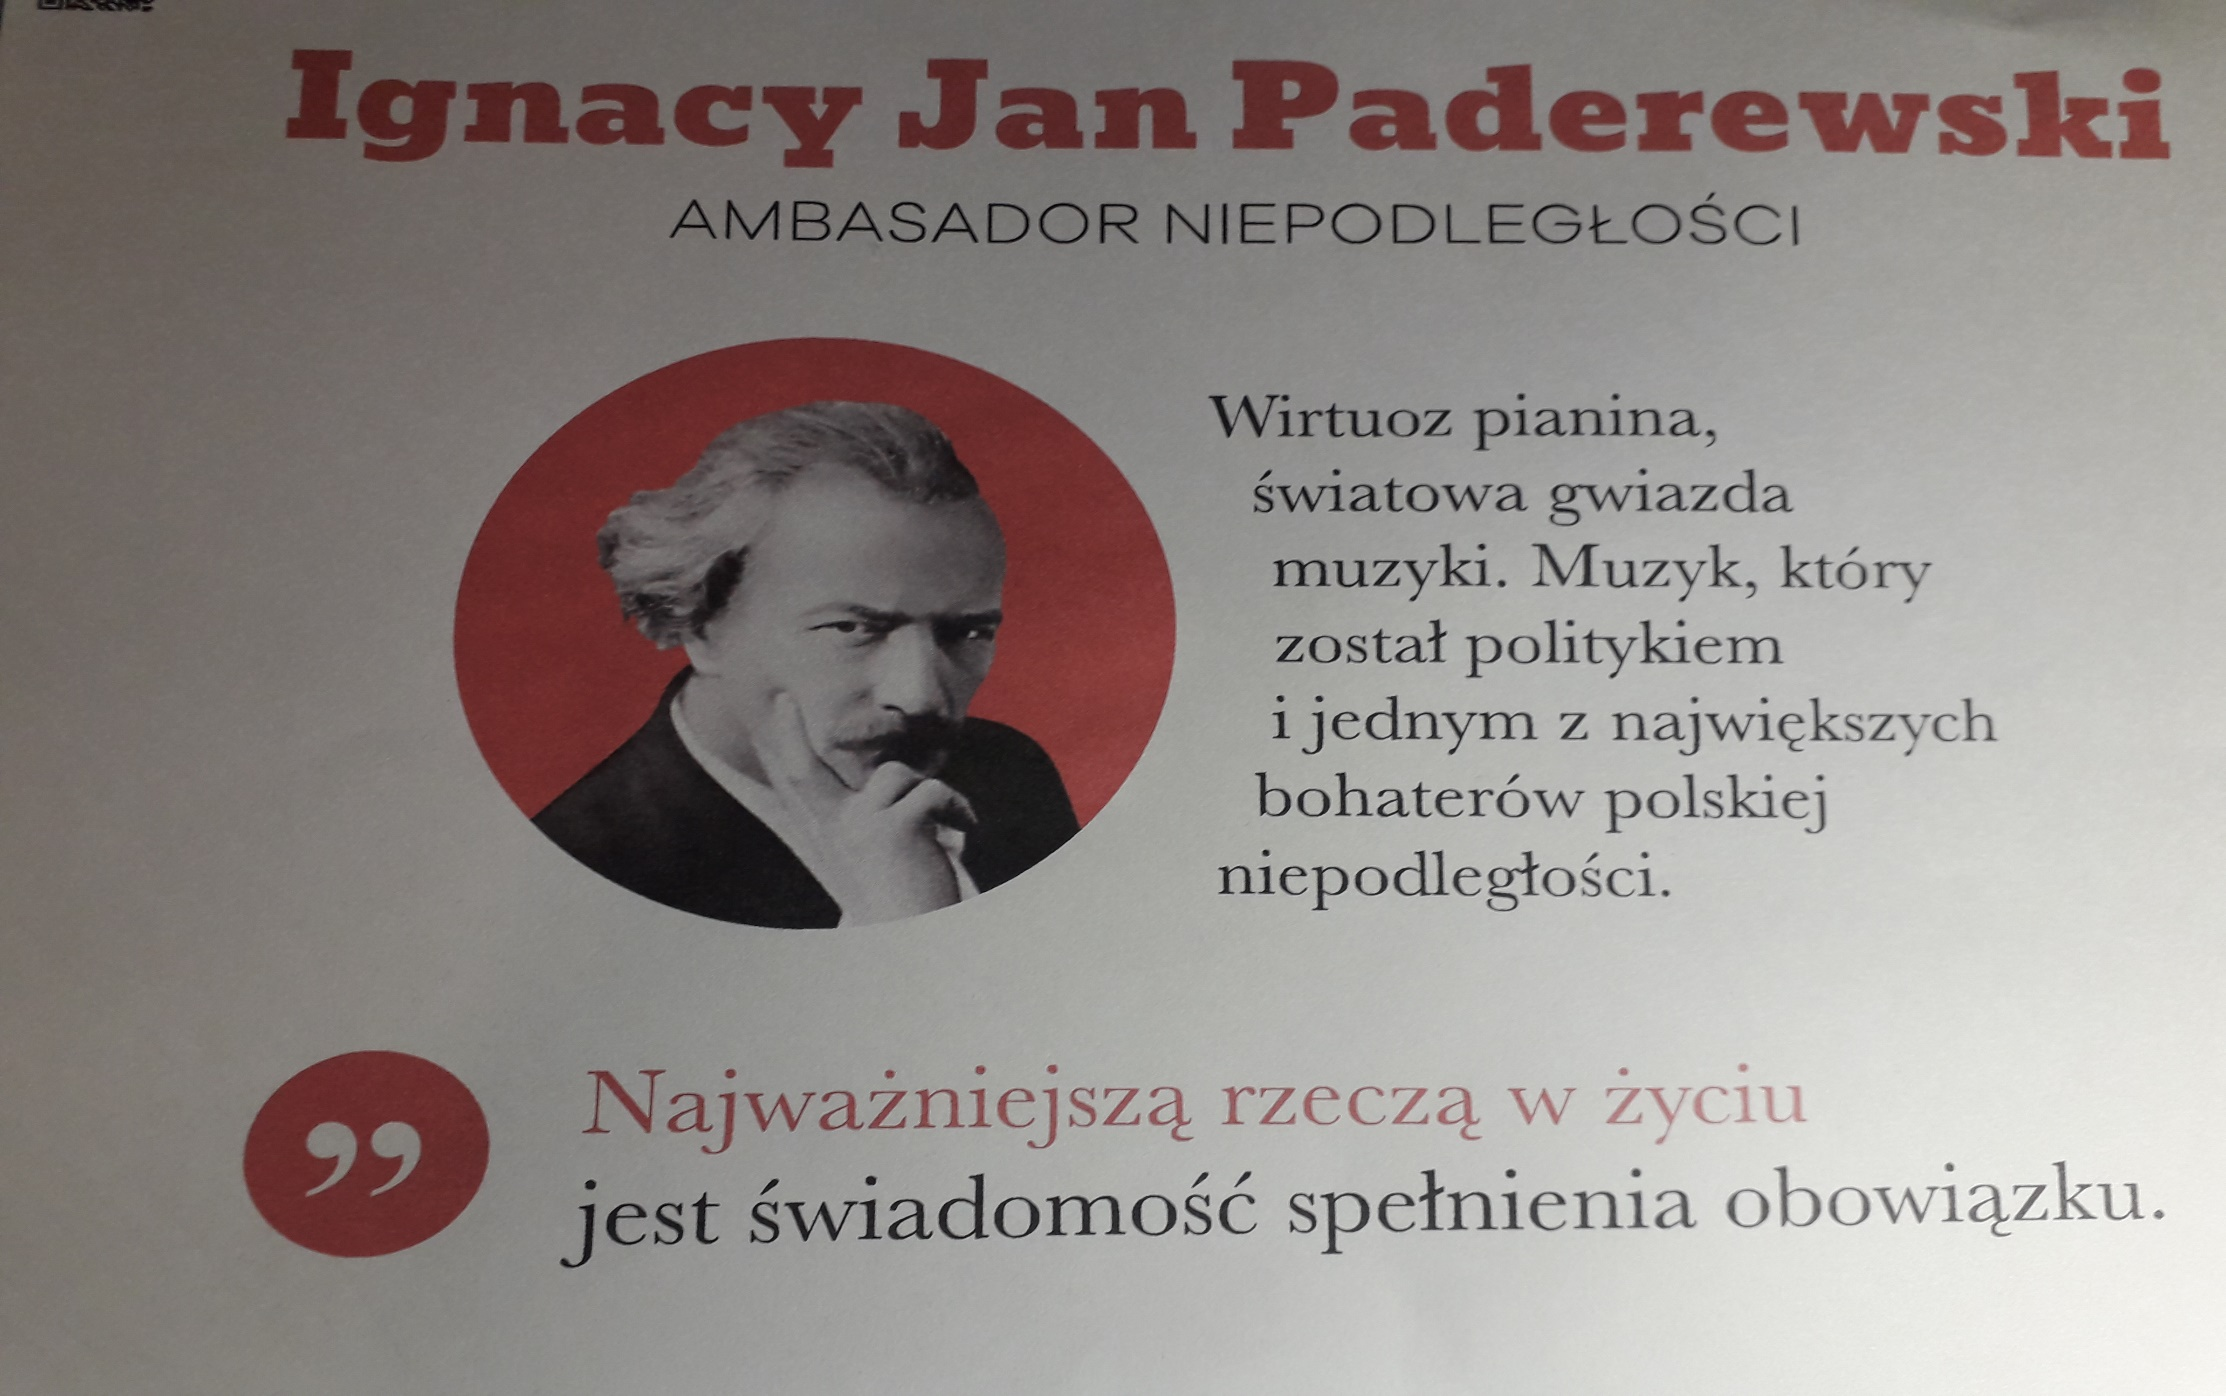 Ignacy Jan Paderewski
AMBASADOR NIEPODLEGŁOŚCI
Wirtuoz pianina,
światowa gwiazda
muzyki. Muzyk, który
został politykiem
i jednym z największych
bohaterów polskiej
niepodległości.
Najważniejszą rzeczą w życiu
jest świadomość spełnienia obowiązku.